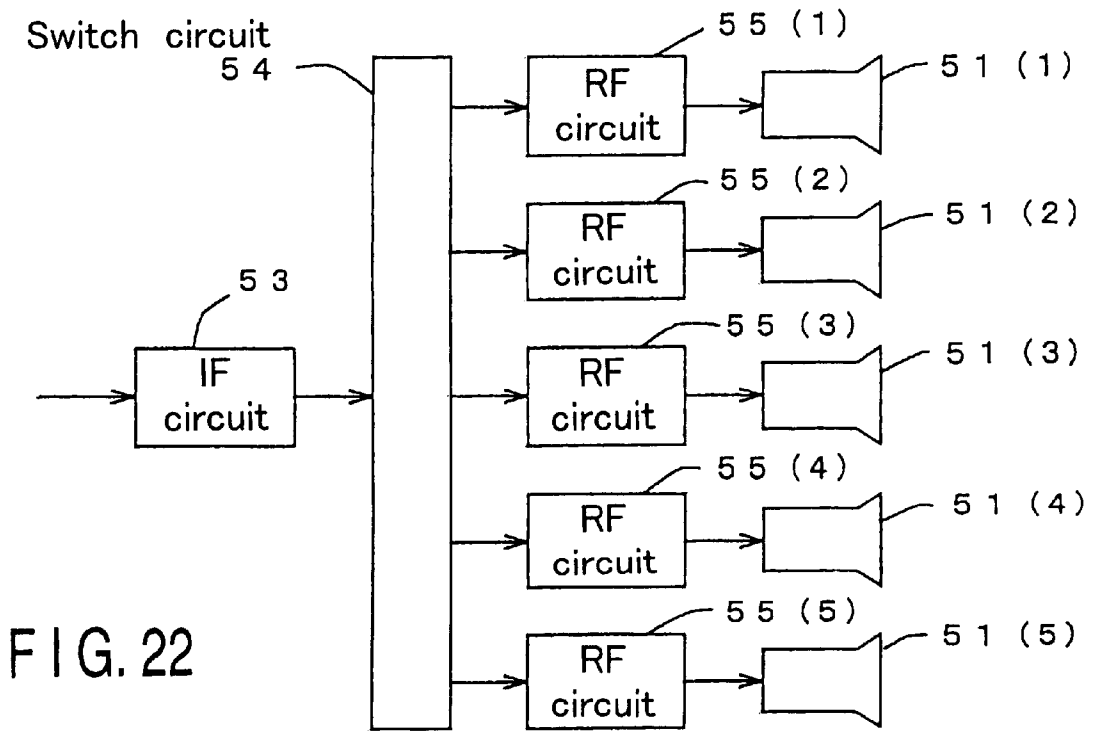 Switch circuit
54
55 (1)
RF
circuit
51 (1)
55 (2)
RF
circuit
51 (2)
53
IF
circuit
55 (3)
RF
circuit
51 (3)
55 (4)
RF
circuit
51 (4)
55 (5)
RF
circuit
51 (5)
FIG. 22